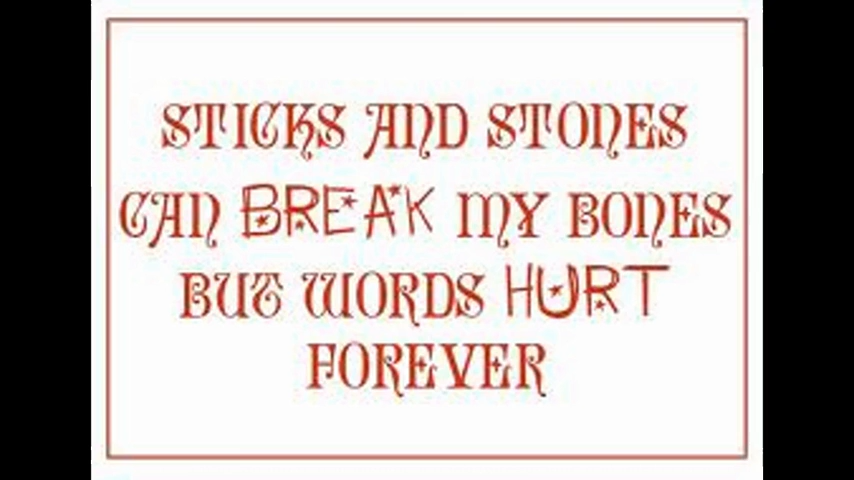 STICKS AND STONES
CAN BREAK MY BONES
BUT WORDS HURT
FOREVER